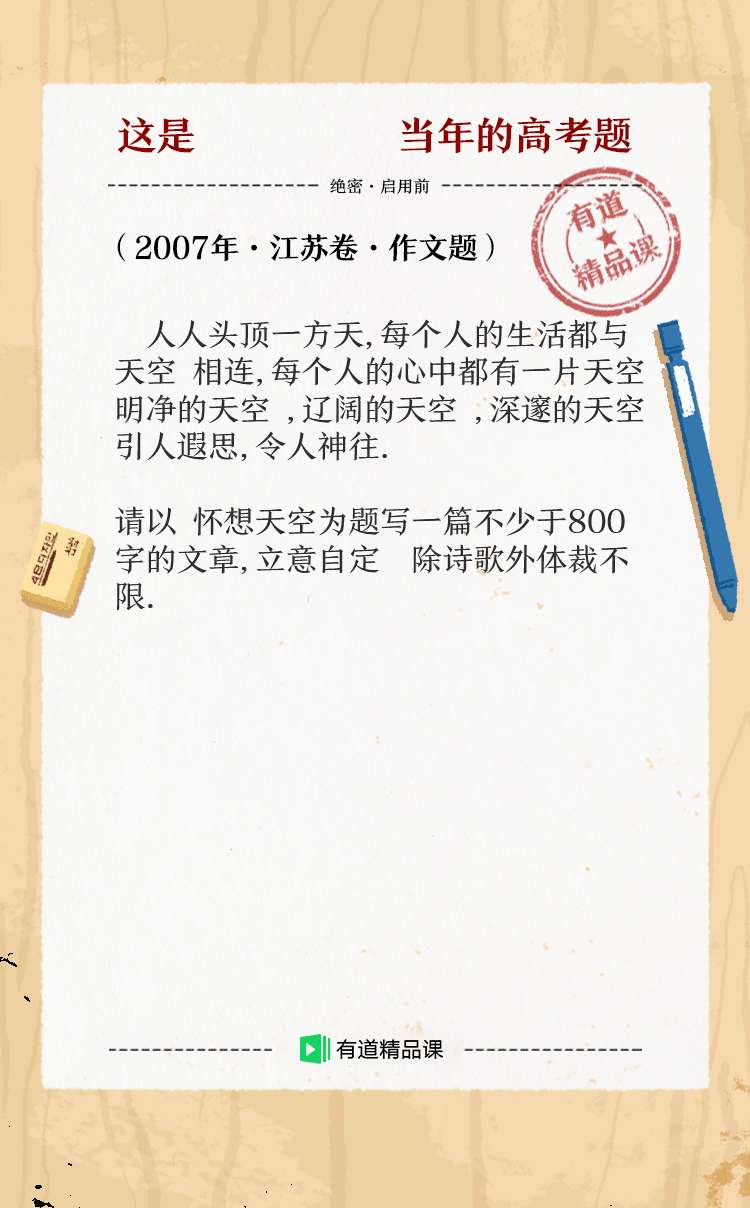 这是 当年的高考题
绝密·启用前
有道
精品课
（2007年·江苏卷·作文题）
人人头顶一方天,每个人的生活都与
天空 相连,每个人的心中都有一片天空
明净的天空 ,辽阔的天空 ,深邃的天空
引人遐思,令人神往.
请以 怀想天空为题写一篇不少于800
字的文章,立意自定 除诗歌外体裁不
限.
有道精品课